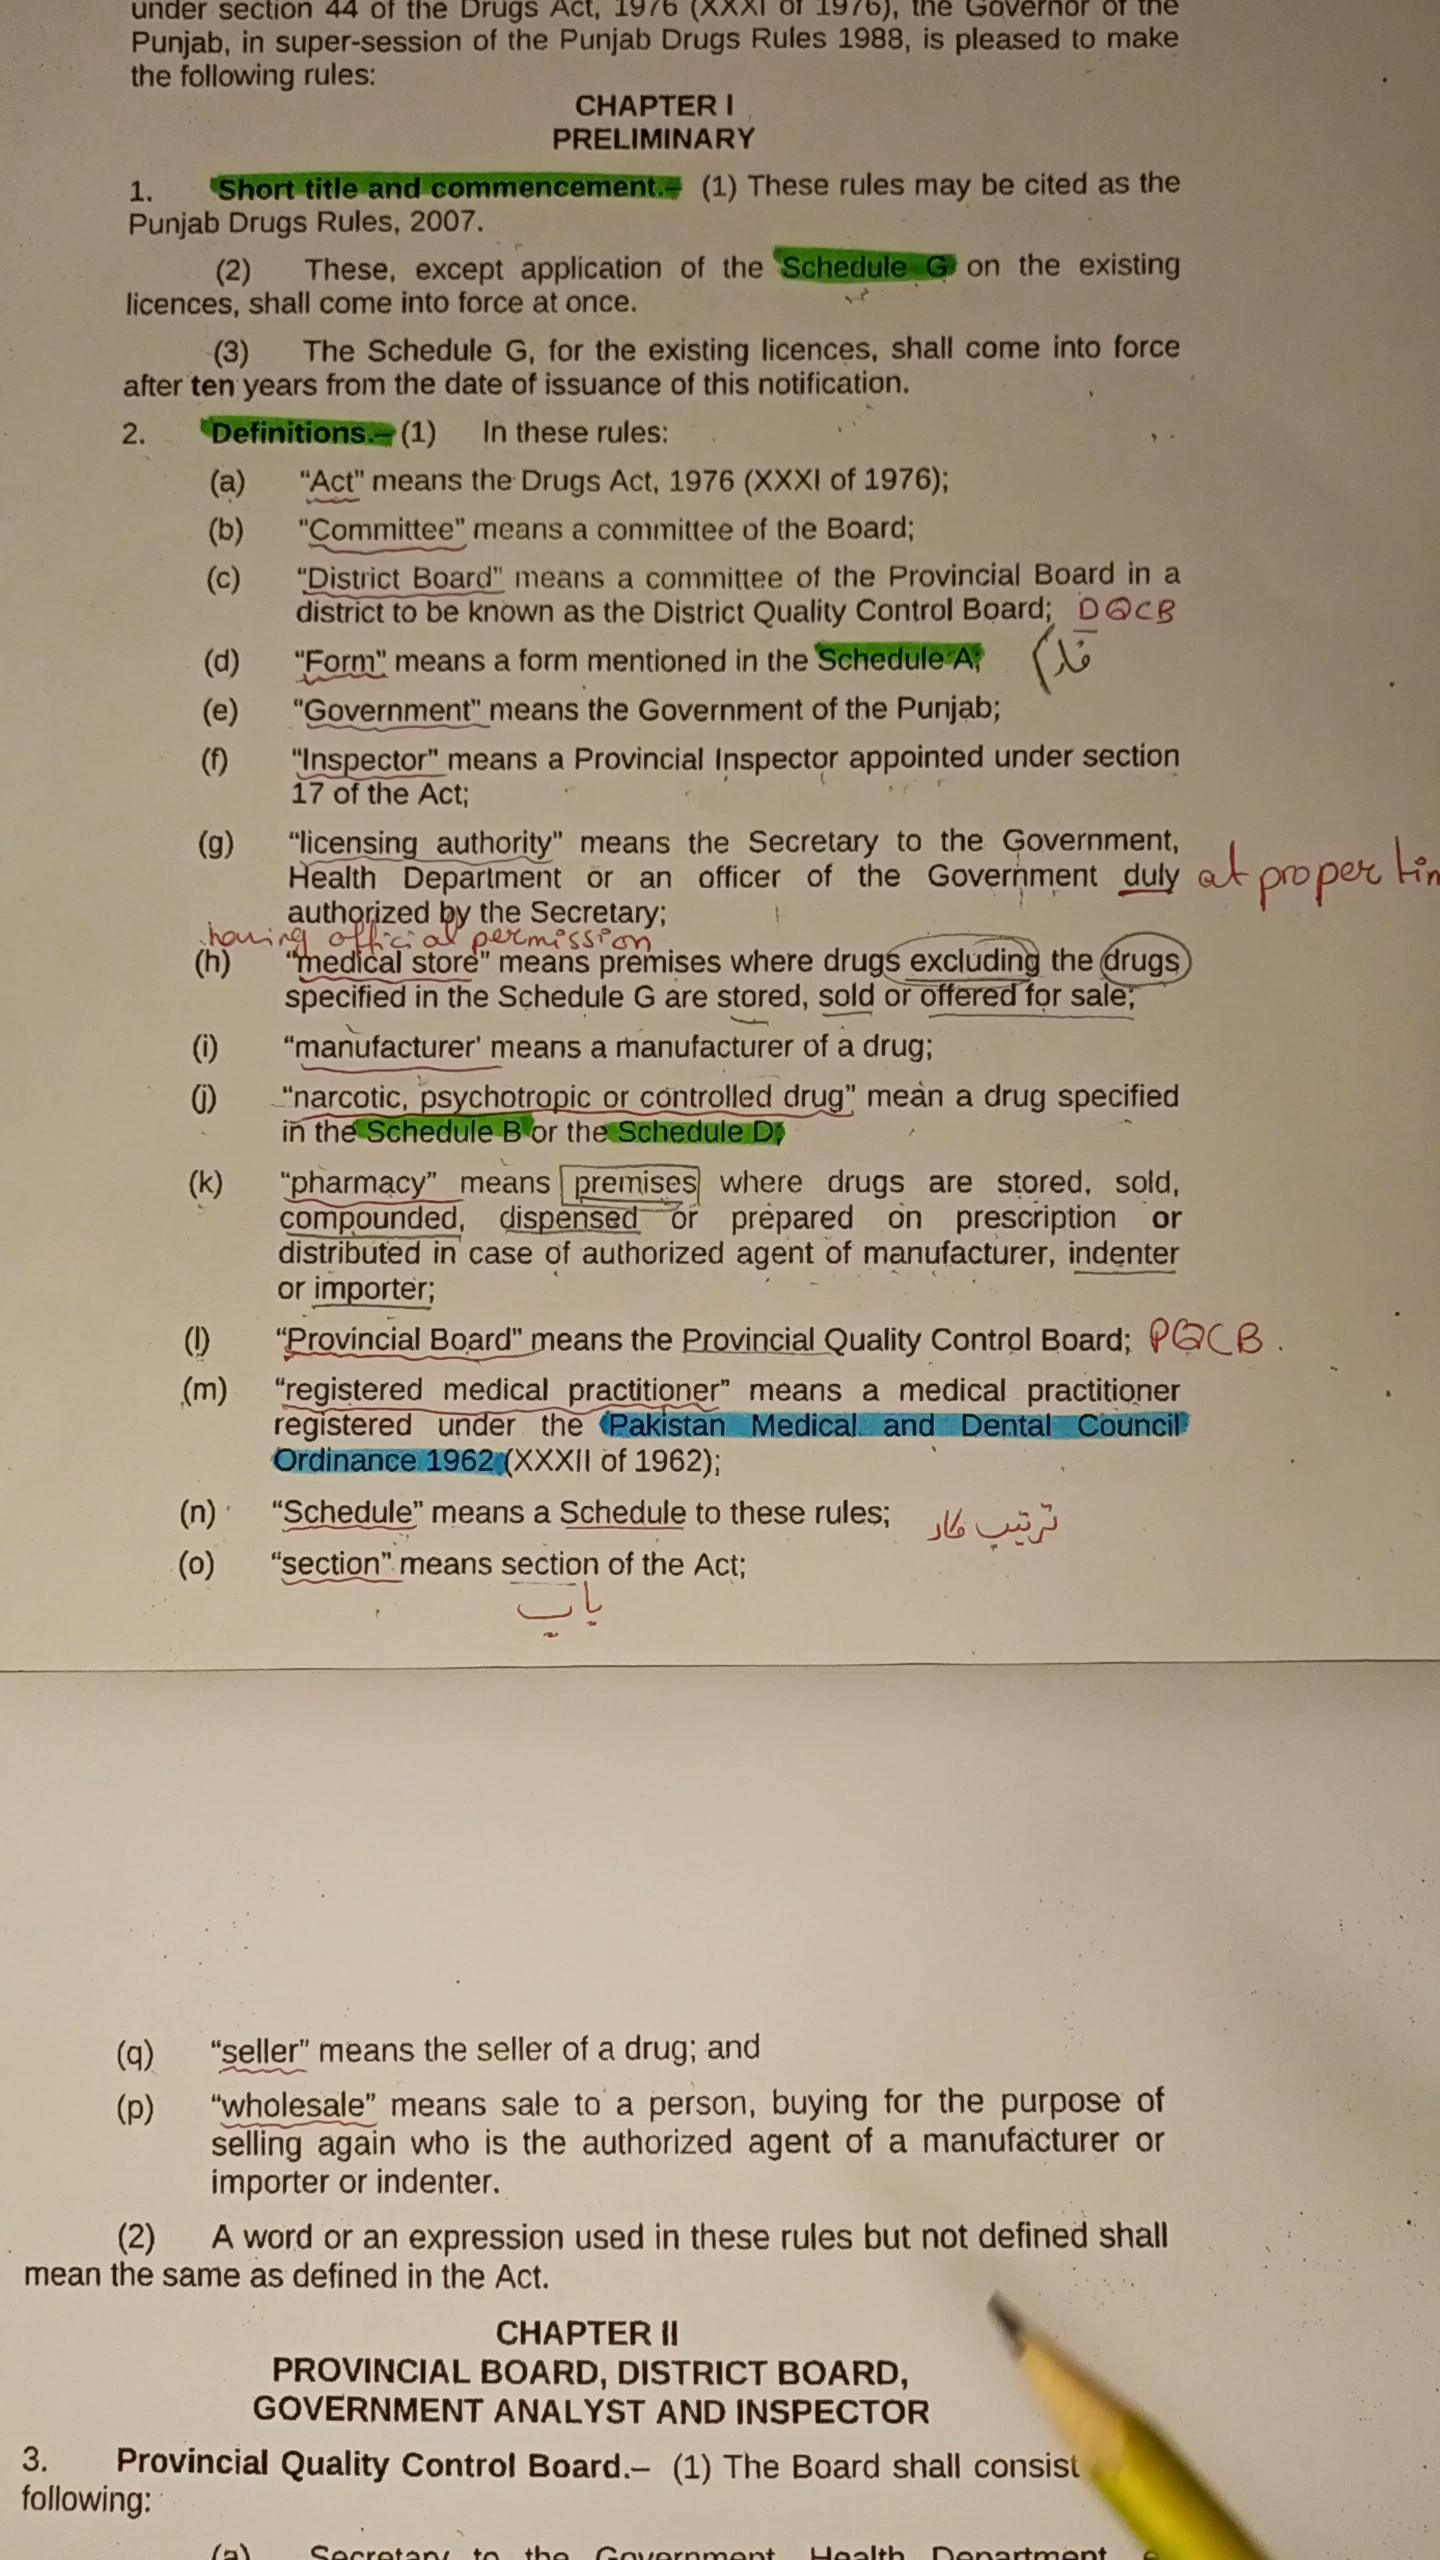 under section 44 of the Drugs Act, 1976 (XXXI of 1976), the Governor of the
Punjab, in super-session of the Punjab Drugs Rules 1988, is pleased to make
the following rules:
CHAPTER I
PRELIMINARY
1. Short title and commencement.– (1) These rules may be cited as the
Punjab Drugs Rules, 2007.
(2) These, except application of the Schedule G on the existing
licences, shall come into force at once.
(3) The Schedule G, for the existing licences, shall come into force
after ten years from the date of issuance of this notification.
2. Definitions.– (1) In these rules:
(a) “Act” means the Drugs Act, 1976 (XXXI of 1976);
(b) “Committee” means a committee of the Board;
(c) “District Board” means a committee of the Provincial Board in a
district to be known as the District Quality Control Board; DQCB
(d) “Form” means a form mentioned in the Schedule A;
(e) “Government” means the Government of the Punjab;
(f) “Inspector” means a Provincial Inspector appointed under section
17 of the Act;
(g) “licensing authority” means the Secretary to the Government,
Health Department or an officer of the Government duly at proper
authorized by the Secretary;
having official permission
(h) “medical store” means premises where drugs excluding the drugs
specified in the Schedule G are stored, sold or offered for sale;
(i) “manufacturer’ means a manufacturer of a drug;
(j) “narcotic, psychotropic or controlled drug” mean a drug specified
in the Schedule B or the Schedule D;
(k) “pharmacy” means premises where drugs are stored, sold,
compounded, dispensed or prepared on prescription or
distributed in case of authorized agent of manufacturer, indenter
or importer;
(l) “Provincial Board” means the Provincial Quality Control Board; PQCB.
(m) “registered medical practitioner” means a medical practitioner
registered under the Pakistan Medical and Dental Council
Ordinance 1962 (XXXII of 1962);
(n) “Schedule” means a Schedule to these rules; ترتیب کار
(o) “section” means section of the Act;
باب
(q) “seller” means the seller of a drug; and
(p) “wholesale” means sale to a person, buying for the purpose of
selling again who is the authorized agent of a manufacturer or
importer or indenter.
(2) A word or an expression used in these rules but not defined shall
mean the same as defined in the Act.
CHAPTER II
PROVINCIAL BOARD, DISTRICT BOARD,
GOVERNMENT ANALYST AND INSPECTOR
3. Provincial Quality Control Board.– (1) The Board shall consist
following:
(a) Secretary to the Government, Health Department,